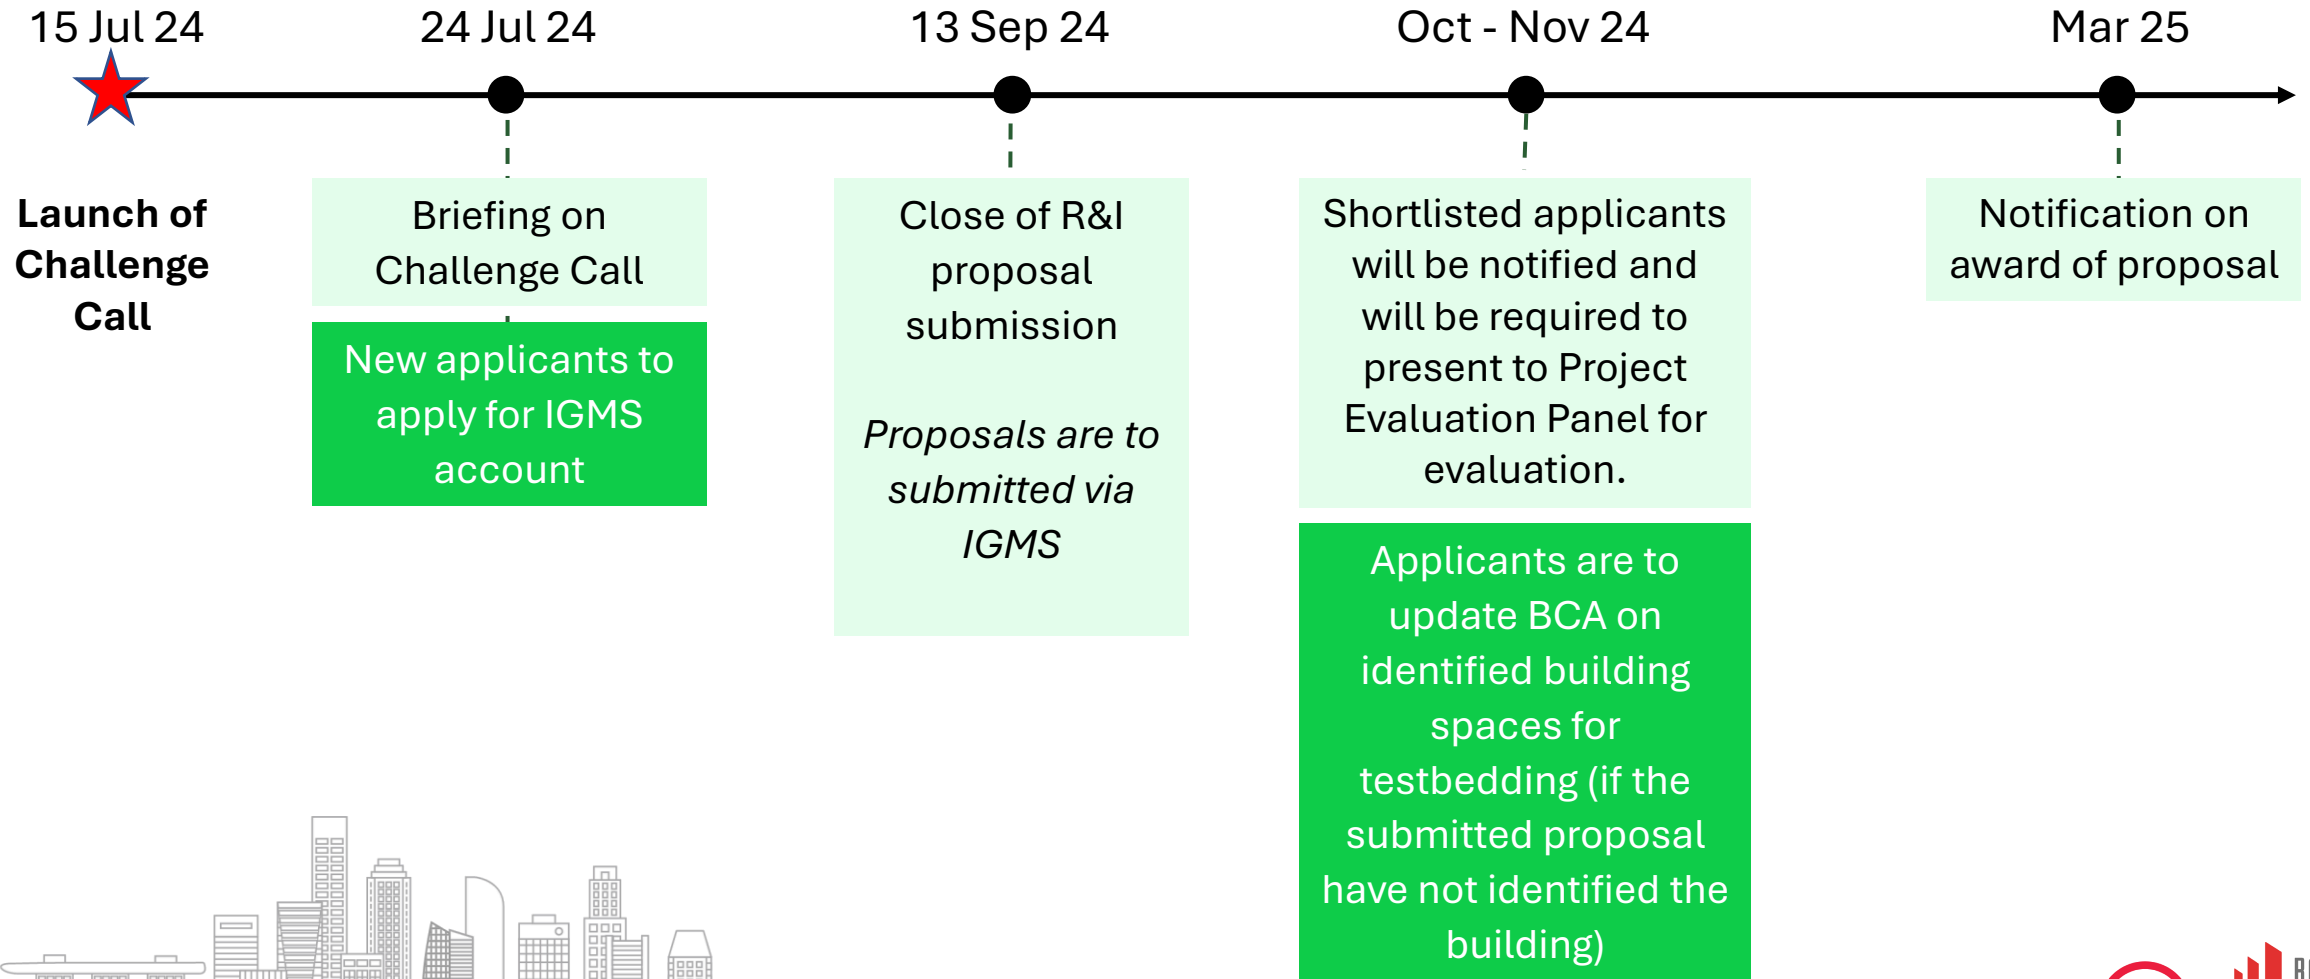 15 Jul 24
24 Jul 24
13 Sep 24
Oct - Nov 24
Mar 25
Launch of
Challenge
Call
Briefing on
Challenge Call
New applicants to
apply for IGMS
account
Close of R&I
proposal
submission
Proposals are to
submitted via
IGMS
Shortlisted applicants
will be notified and
will be required to
present to Project
Evaluation Panel for
evaluation.
Applicants are to
update BCA on
identified building
spaces for
testbedding (if the
submitted proposal
have not identified the
building)
Notification on
award of proposal